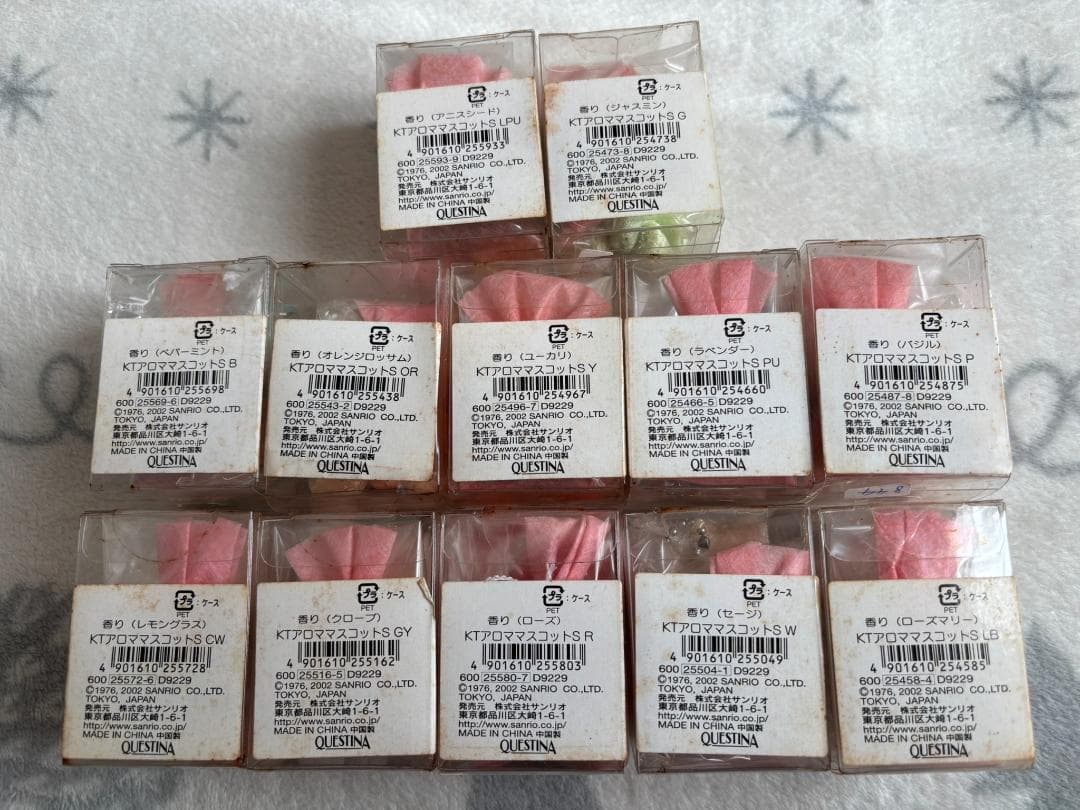 プラ
:ケース
PET
香り（アニスシード）
KTアロママスコットS LPU
4 901610 255933
600 25593-9 D9229
©1976, 2002 SANRIO CO.,LTD.
TOKYO, JAPAN
発売元 株式会社サンリオ
東京都品川区大崎1-6-1
http://www.sanrio.co.jp/
MADE IN CHINA 中国製
QUESTINA
プラ
:ケース
PET
香り（ジャスミン）
KTアロママスコットS G
4 901610 254738
600 25473-8 D9229
©1976, 2002 SANRIO CO.,LTD.
TOKYO, JAPAN
発売元 株式会社サンリオ
東京都品川区大崎1-6-1
http://www.sanrio.co.jp/
MADE IN CHINA 中国製
QUESTINA
プラ
:ケース
PET
香り（ペパーミント）
KTアロママスコットS B
4 901610 255698
600 25569-6 D9229
©1976, 2002 SANRIO CO.,LTD.
TOKYO, JAPAN
発売元 株式会社サンリオ
東京都品川区大崎1-6-1
http://www.sanrio.co.jp/
MADE IN CHINA 中国製
QUESTINA
プラ
:ケース
PET
香り（オレンジロッサム）
KTアロママスコットS OR
4 901610 255438
600 25543-2 D9229
©1976, 2002 SANRIO CO.,LTD.
TOKYO, JAPAN
発売元 株式会社サンリオ
東京都品川区大崎1-6-1
http://www.sanrio.co.jp/
MADE IN CHINA 中国製
QUESTINA
プラ
:ケース
PET
香り（ユーカリ）
KTアロママスコットS Y
4 901610 254967
600 25496-7 D9229
©1976, 2002 SANRIO CO.,LTD.
TOKYO, JAPAN
発売元 株式会社サンリオ
東京都品川区大崎1-6-1
http://www.sanrio.co.jp/
MADE IN CHINA 中国製
QUESTINA
プラ
:ケース
PET
香り（ラベンダー）
KTアロママスコットS PU
4 901610 254660
600 25466-5 D9229
©1976, 2002 SANRIO CO.,LTD.
TOKYO, JAPAN
発売元 株式会社サンリオ
東京都品川区大崎1-6-1
http://www.sanrio.co.jp/
MADE IN CHINA 中国製
QUESTINA
プラ
:ケース
PET
香り（バジル）
KTアロママスコットS P
4 901610 254875
600 25487-8 D9229
©1976, 2002 SANRIO CO.,LTD.
TOKYO, JAPAN
発売元 株式会社サンリオ
東京都品川区大崎1-6-1
http://www.sanrio.co.jp/
MADE IN CHINA 中国製
QUESTINA
プラ
:ケース
PET
香り（レモングラス）
KTアロママスコットS CW
4 901610 255728
600 25572-6 D9229
©1976, 2002 SANRIO CO.,LTD.
TOKYO, JAPAN
発売元 株式会社サンリオ
東京都品川区大崎1-6-1
http://www.sanrio.co.jp/
MADE IN CHINA 中国製
QUESTINA
プラ
:ケース
PET
香り（クローブ）
KTアロママスコットS GY
4 901610 255162
600 25516-5 D9229
©1976, 2002 SANRIO CO.,LTD.
TOKYO, JAPAN
発売元 株式会社サンリオ
東京都品川区大崎1-6-1
http://www.sanrio.co.jp/
MADE IN CHINA 中国製
QUESTINA
プラ
:ケース
PET
香り（ローズ）
KTアロママスコットS R
4 901610 255803
600 25580-7 D9229
©1976, 2002 SANRIO CO.,LTD.
TOKYO, JAPAN
発売元 株式会社サンリオ
東京都品川区大崎1-6-1
http://www.sanrio.co.jp/
MADE IN CHINA 中国製
QUESTINA
プラ
:ケース
PET
香り（セージ）
KTアロママスコットS W
4 901610 255049
600 25504-1 D9229
©1976, 2002 SANRIO CO.,LTD.
TOKYO, JAPAN
発売元 株式会社サンリオ
東京都品川区大崎1-6-1
http://www.sanrio.co.jp/
MADE IN CHINA 中国製
QUESTINA
プラ
:ケース
PET
香り（ローズマリー）
KTアロママスコットS LB
4 901610 254585
600 25458-4 D9229
©1976, 2002 SANRIO CO.,LTD.
TOKYO, JAPAN
発売元 株式会社サンリオ
東京都品川区大崎1-6-1
http://www.sanrio.co.jp/
MADE IN CHINA 中国製
QUESTINA